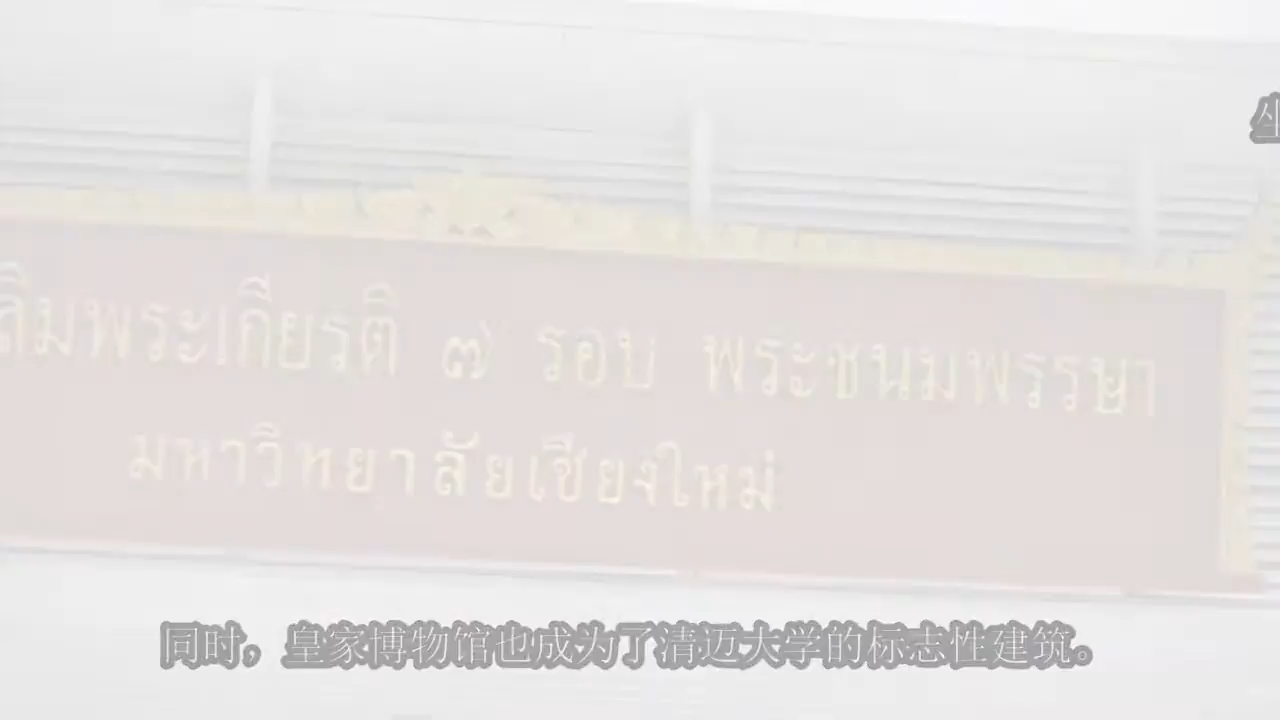 ลิมพระเกียรติ ๗ รอบ พระชนมพรรษา
มหาวิทยาลัยเชียงใหม่
同时，皇家博物馆也成为了清迈大学的标志性建筑。